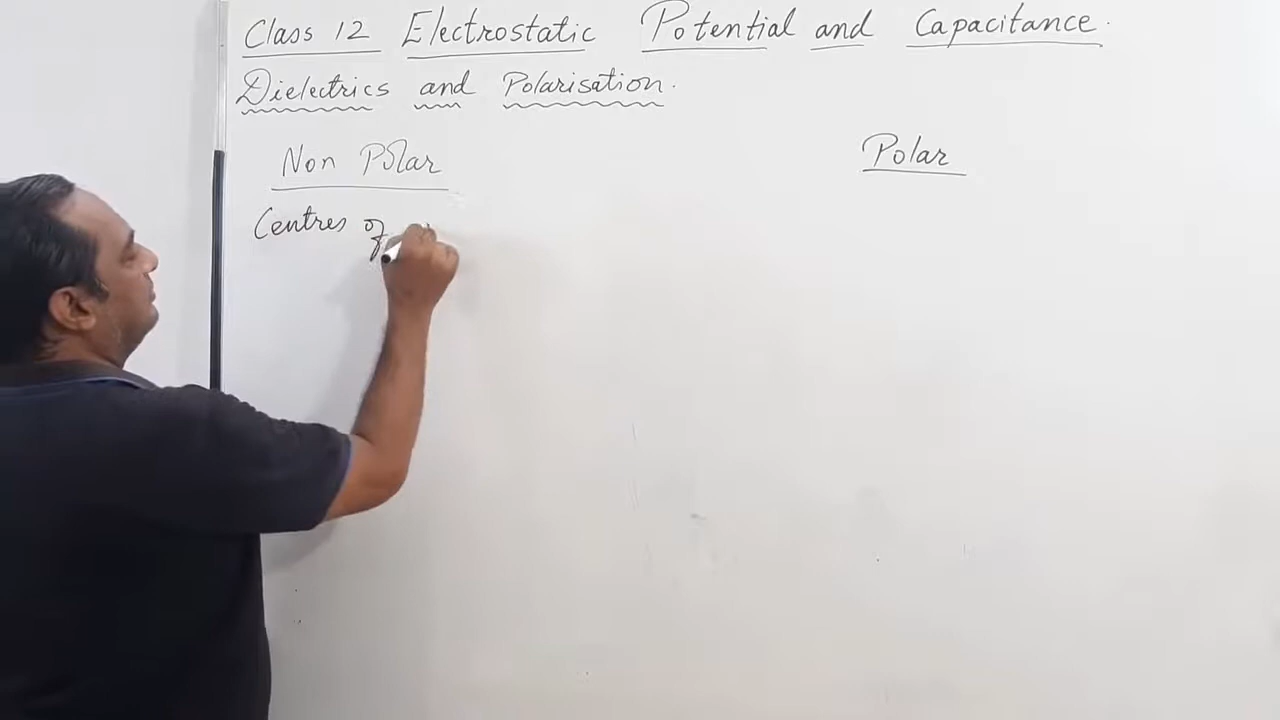 Class 12 Electrostatic Potential and Capacitance.
Dielectrics and Polarisation.
Non Polar
Polar
Centres of